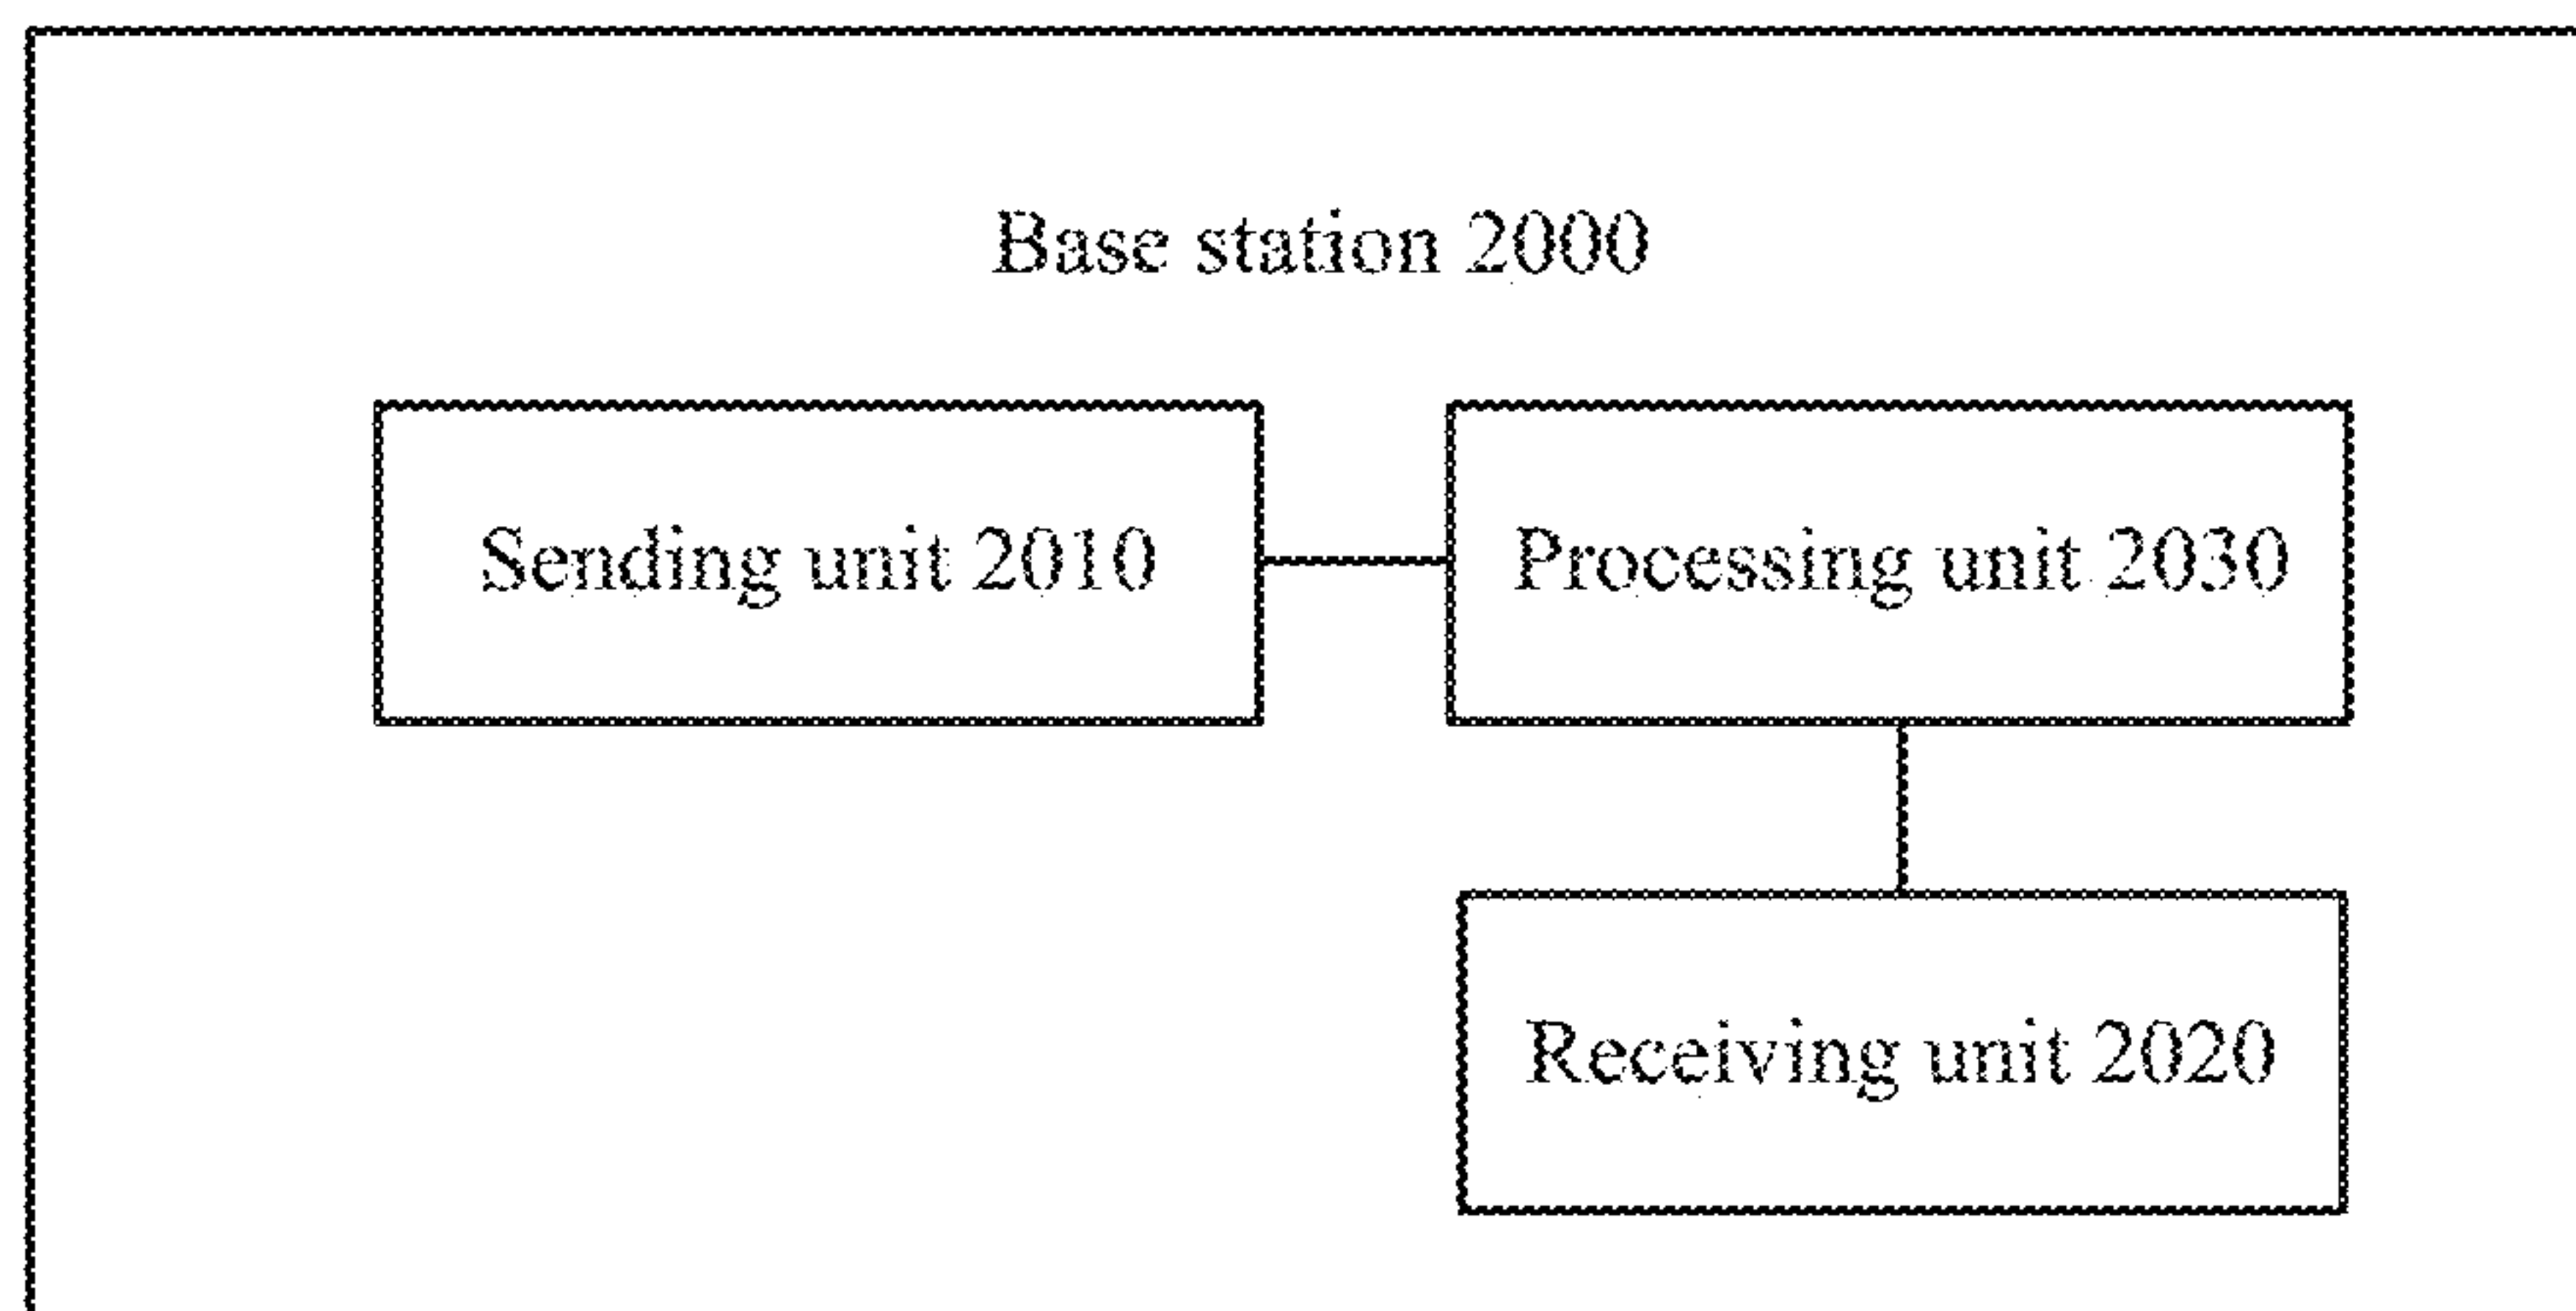 Base station 2000
Sending unit 2010
Processing unit 2030
Receiving unit 2020